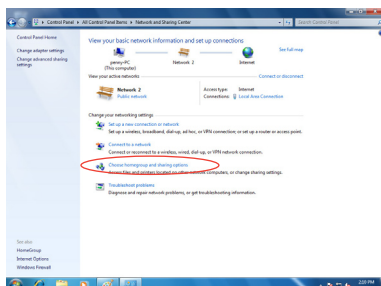 Control Panel ▸ All Control Panel Items ▸ Network and Sharing Center
Search Control Panel
Control Panel Home
Change adapter settings
Change advanced sharing
settings
View your basic network information and set up connections
See full map
penny-PC
(This computer)
Network 2
Internet
View your active networks
Connect or disconnect
Network 2
Public network
Access type: Internet
Connections: Local Area Connection
Change your networking settings
Set up a new connection or network
Set up a wireless, broadband, dial-up, ad hoc, or VPN connection; or set up a router or access point.
Connect to a network
Connect or reconnect to a wireless, wired, dial-up, or VPN network connection.
Choose homegroup and sharing options
Access files and printers located on other network computers, or change sharing settings.
Troubleshoot problems
Diagnose and repair network problems, or get troubleshooting information.
See also
HomeGroup
Internet Options
Windows Firewall
2:10 PM